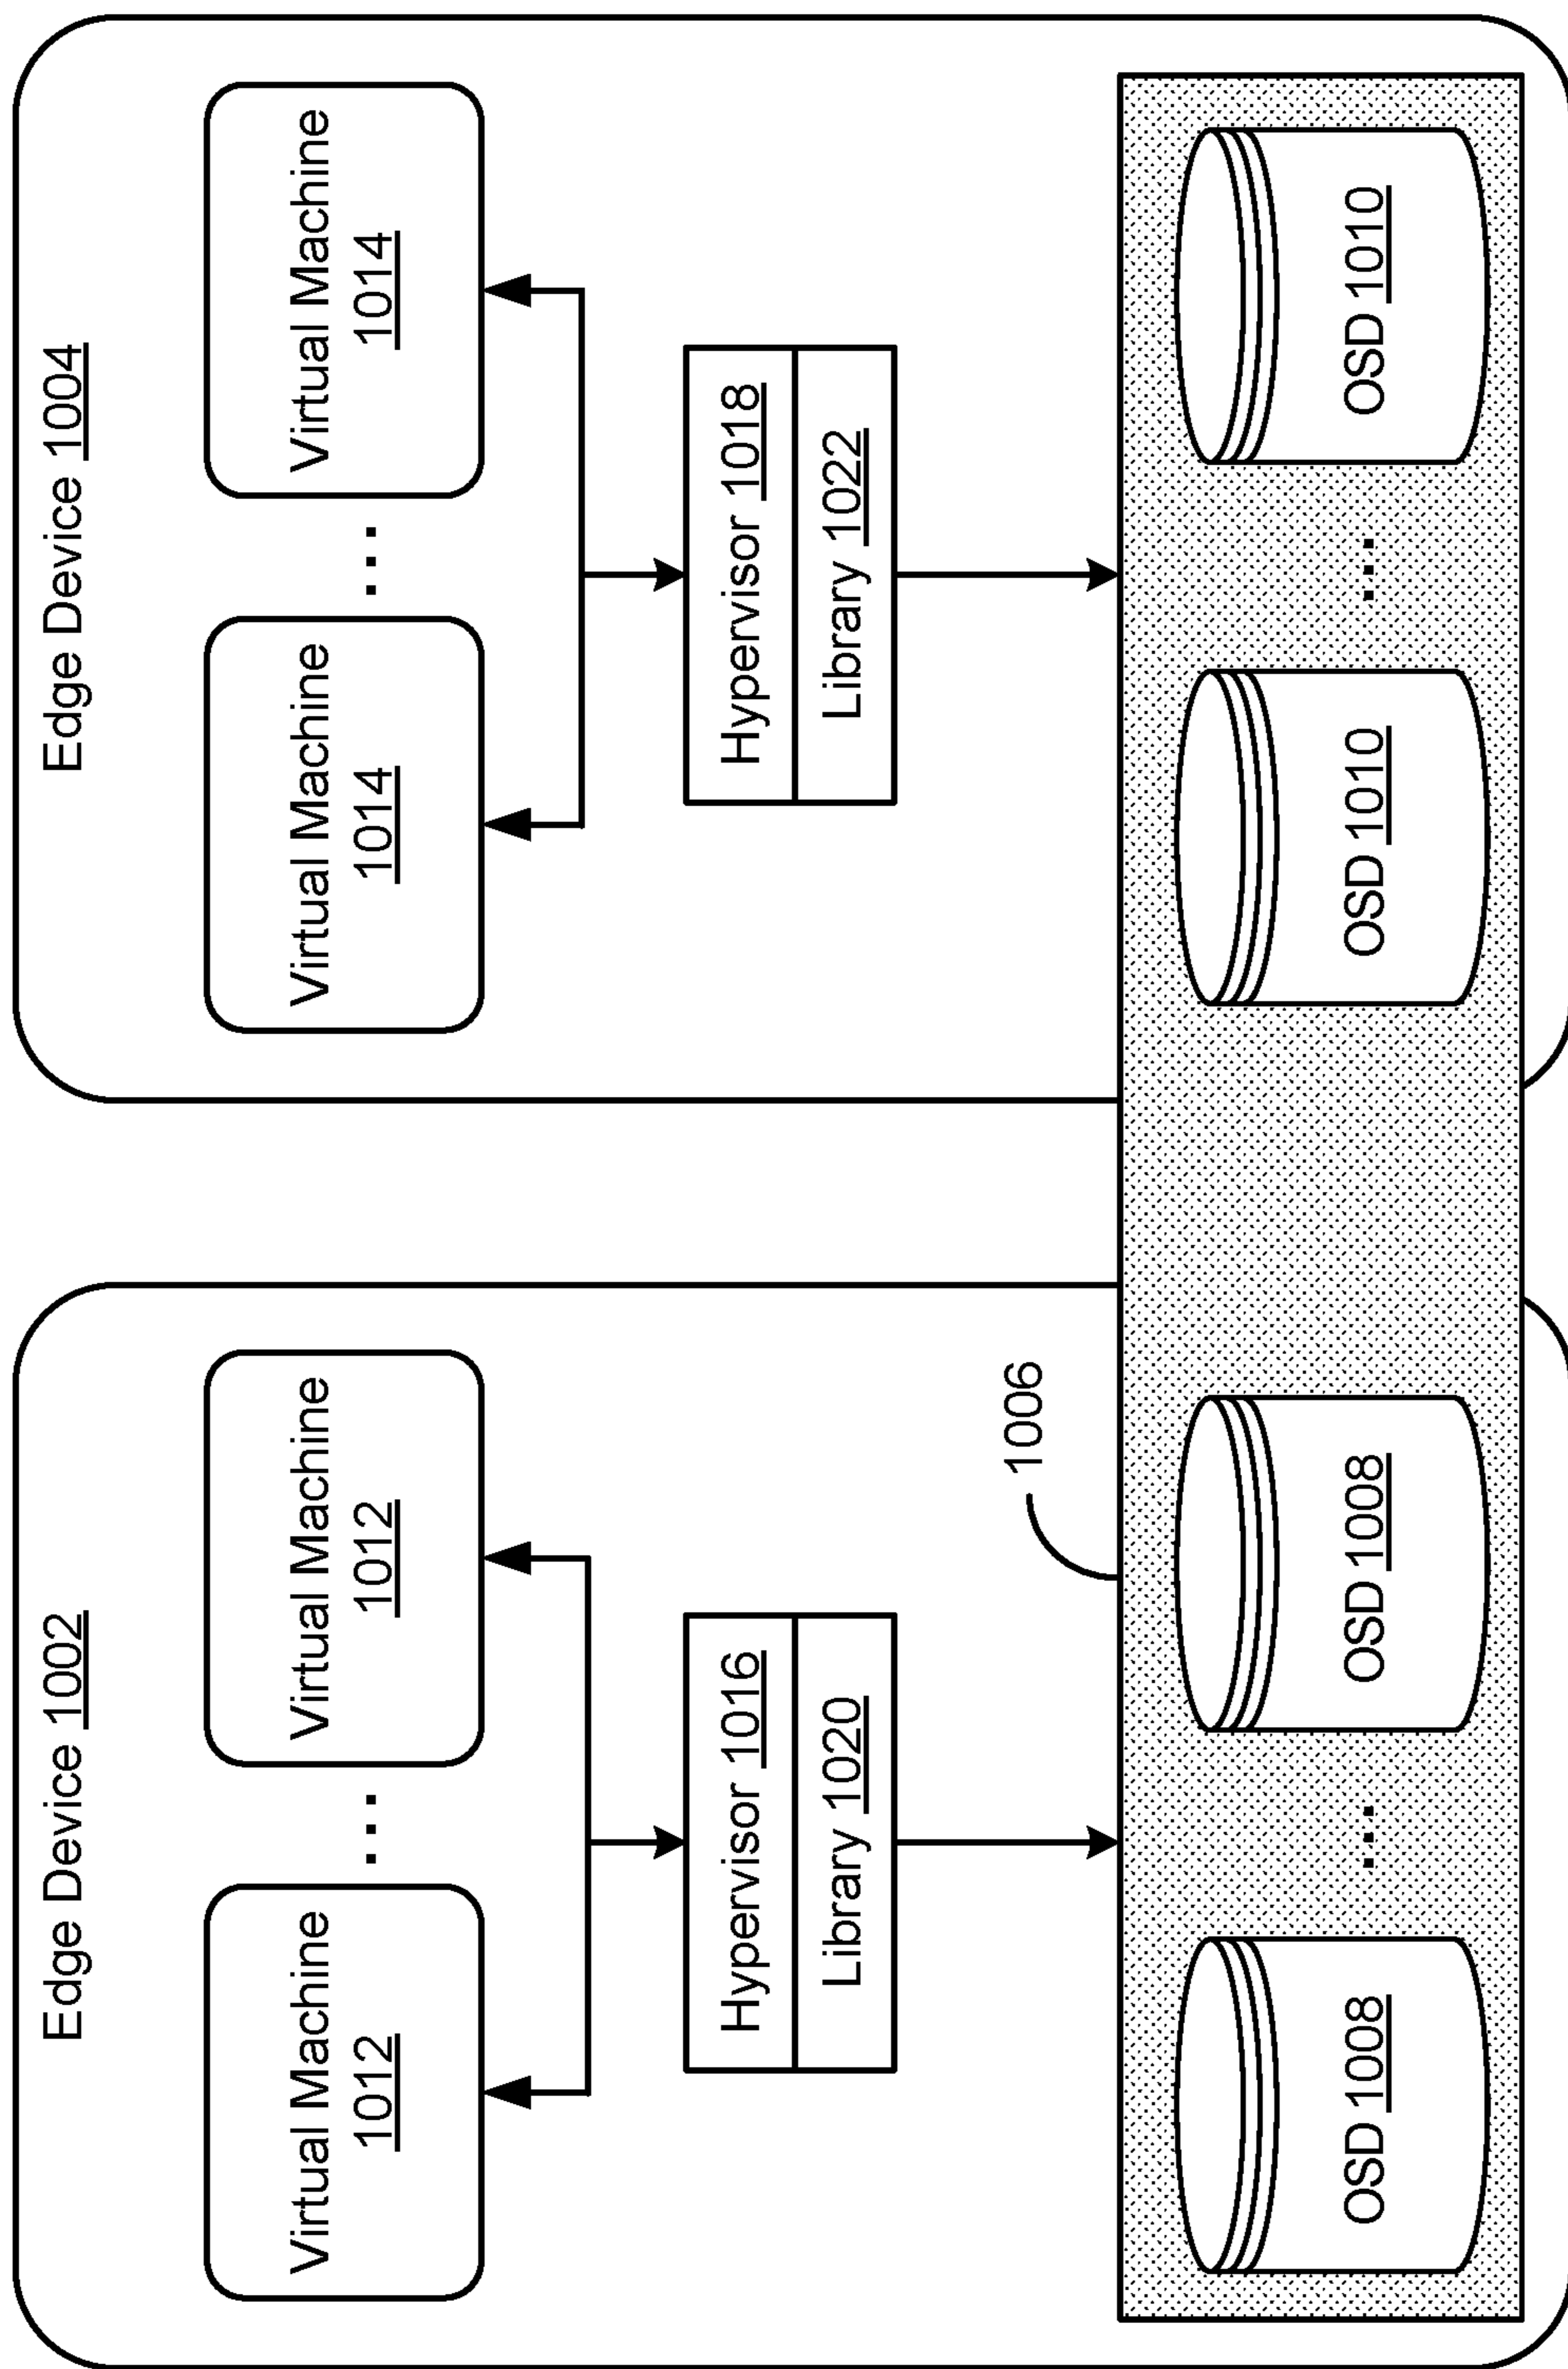 Edge Device 1002
Virtual Machine
1012
...
Virtual Machine
1012
Hypervisor 1016
Library 1020
1006
OSD 1008
...
OSD 1008
Edge Device 1004
Virtual Machine
1014
...
Virtual Machine
1014
Hypervisor 1018
Library 1022
OSD 1010
...
OSD 1010